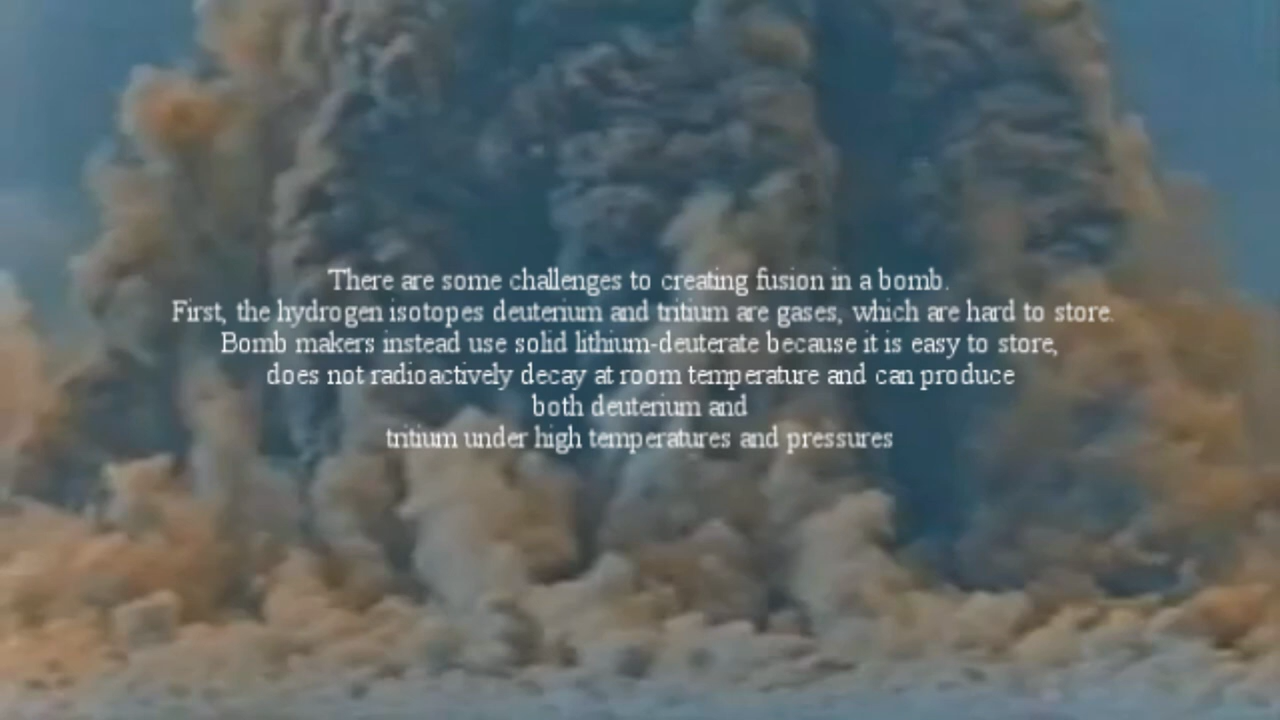 There are some challenges to creating fusion in a bomb.
First, the hydrogen isotopes deuterium and tritium are gases, which are hard to store.
Bomb makers instead use solid lithium-deuterate because it is easy to store,
does not radioactively decay at room temperature and can produce
both deuterium and
tritium under high temperatures and pressures